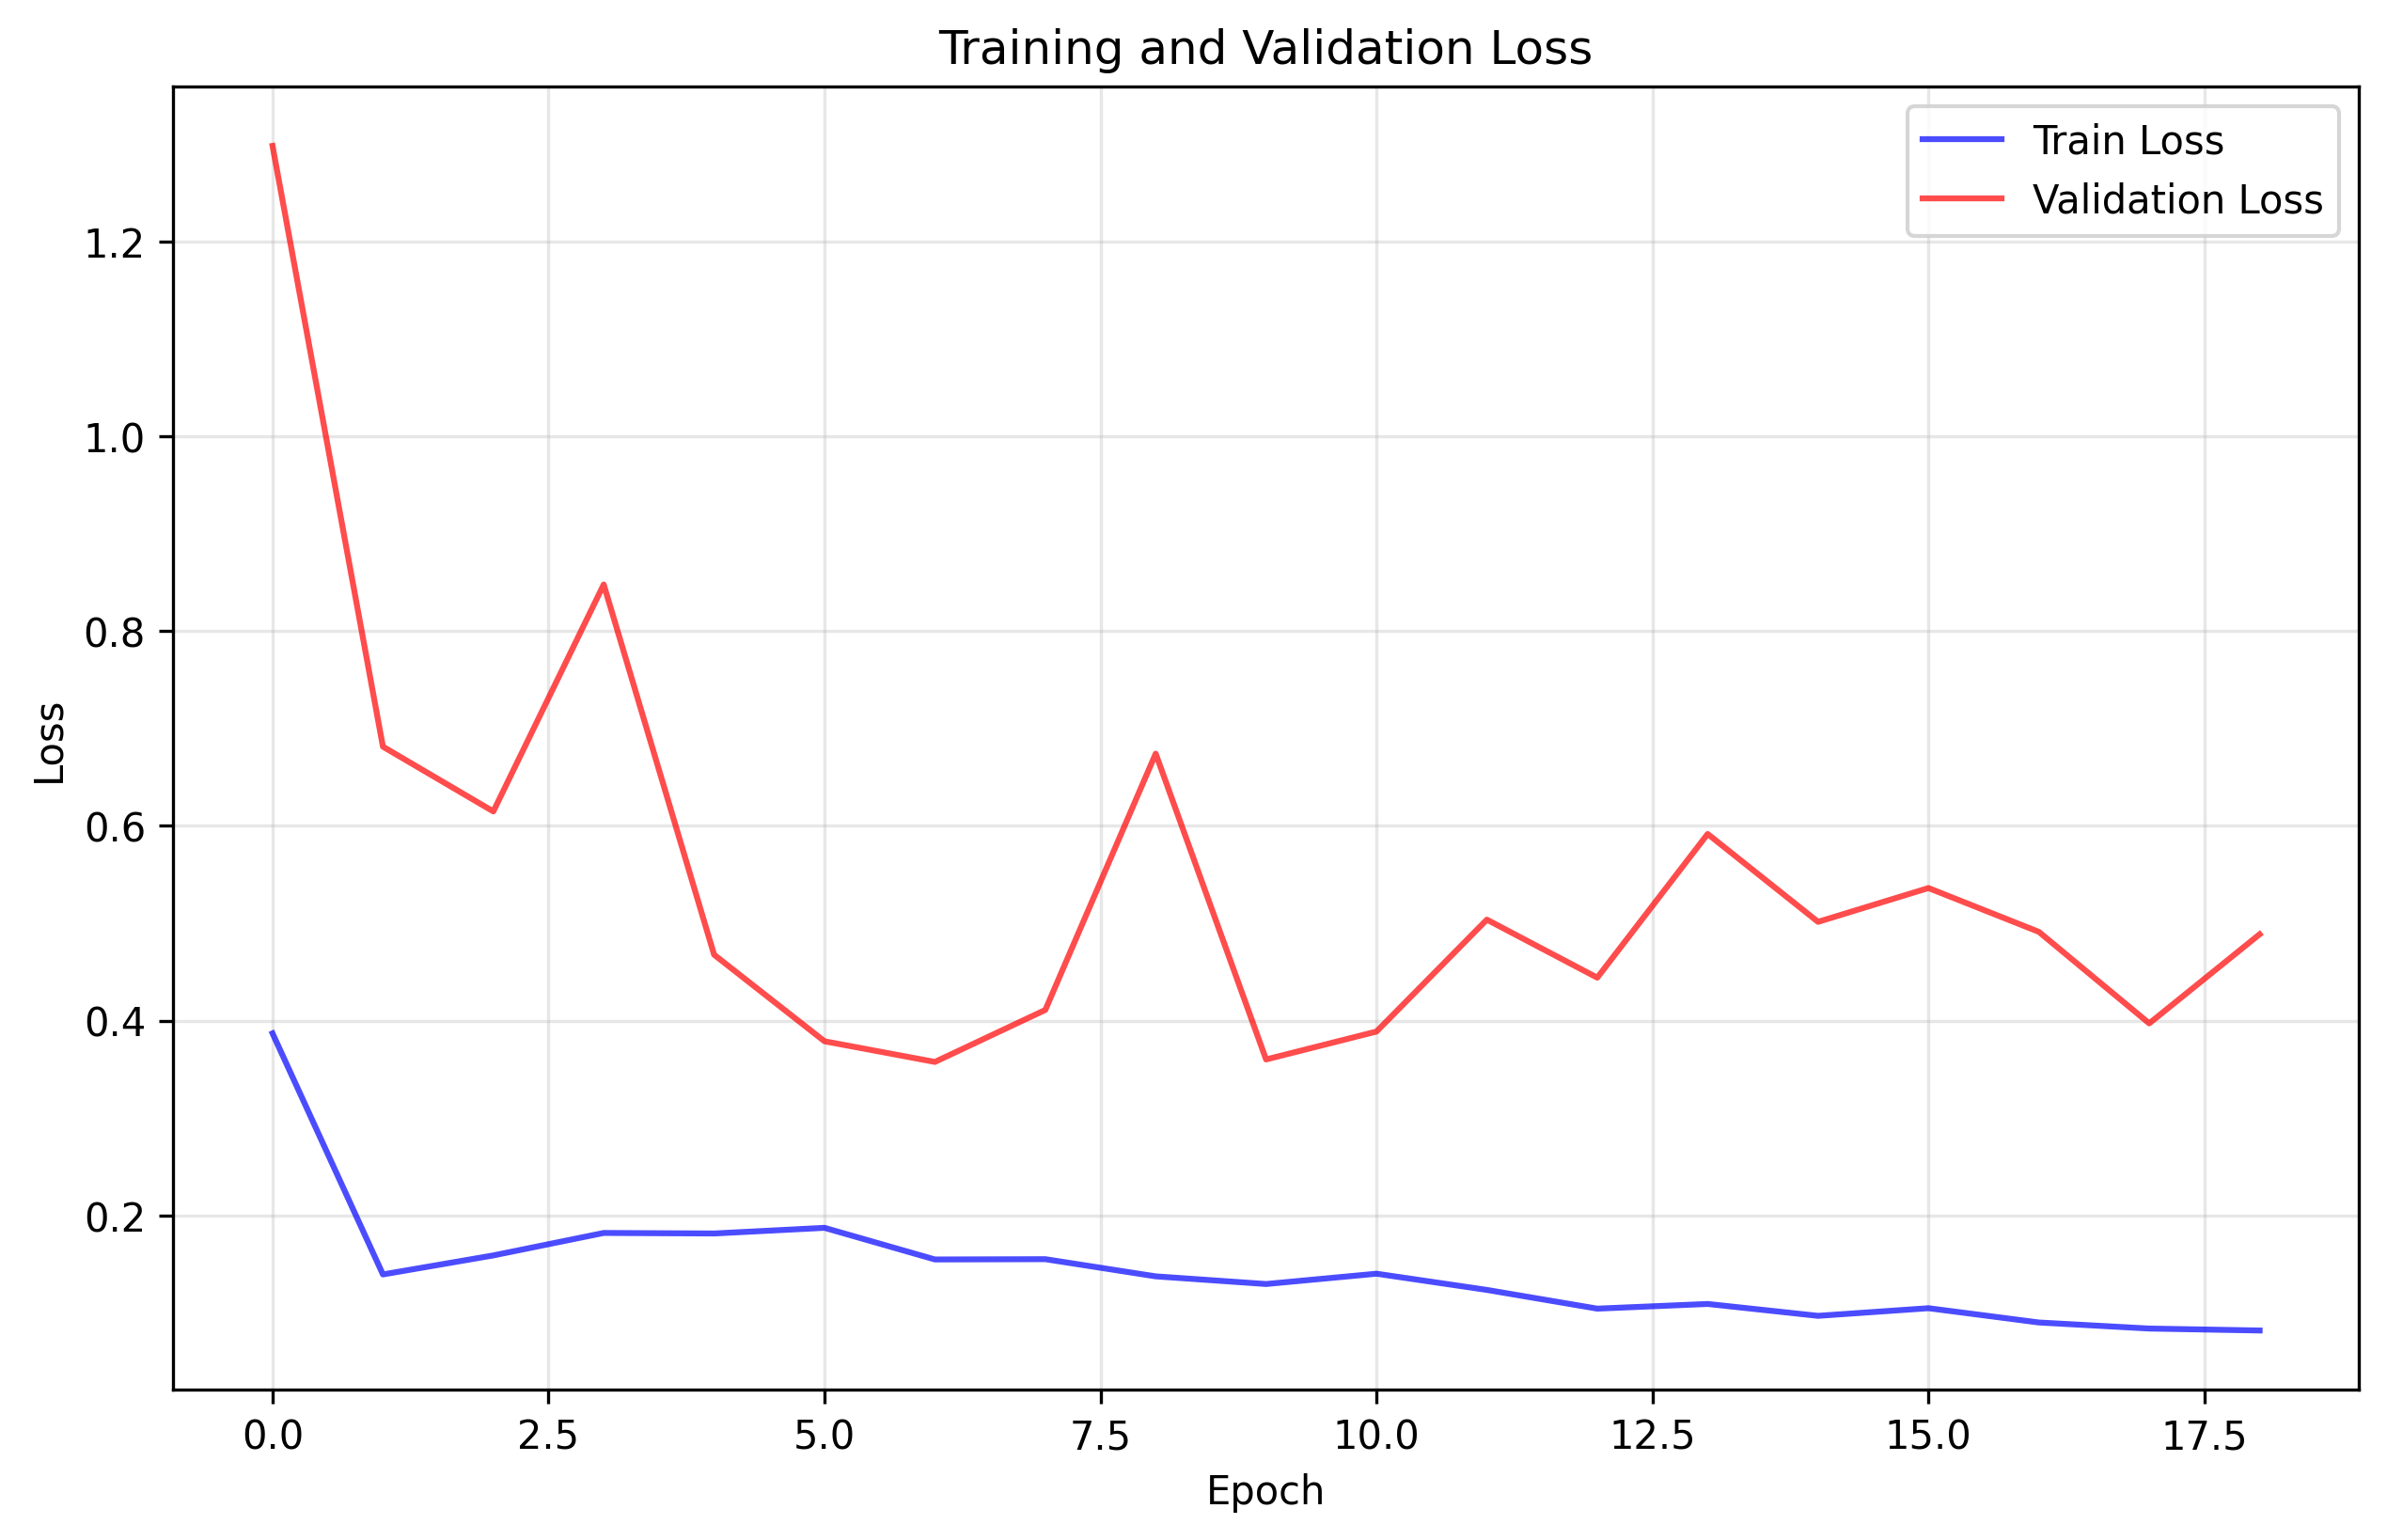 Training and Validation Loss
Train Loss
Validation Loss
1.2
1.0
0.8
0.6
0.4
0.2
Loss
0.0 2.5 5.0 7.5 10.0 12.5 15.0 17.5
Epoch